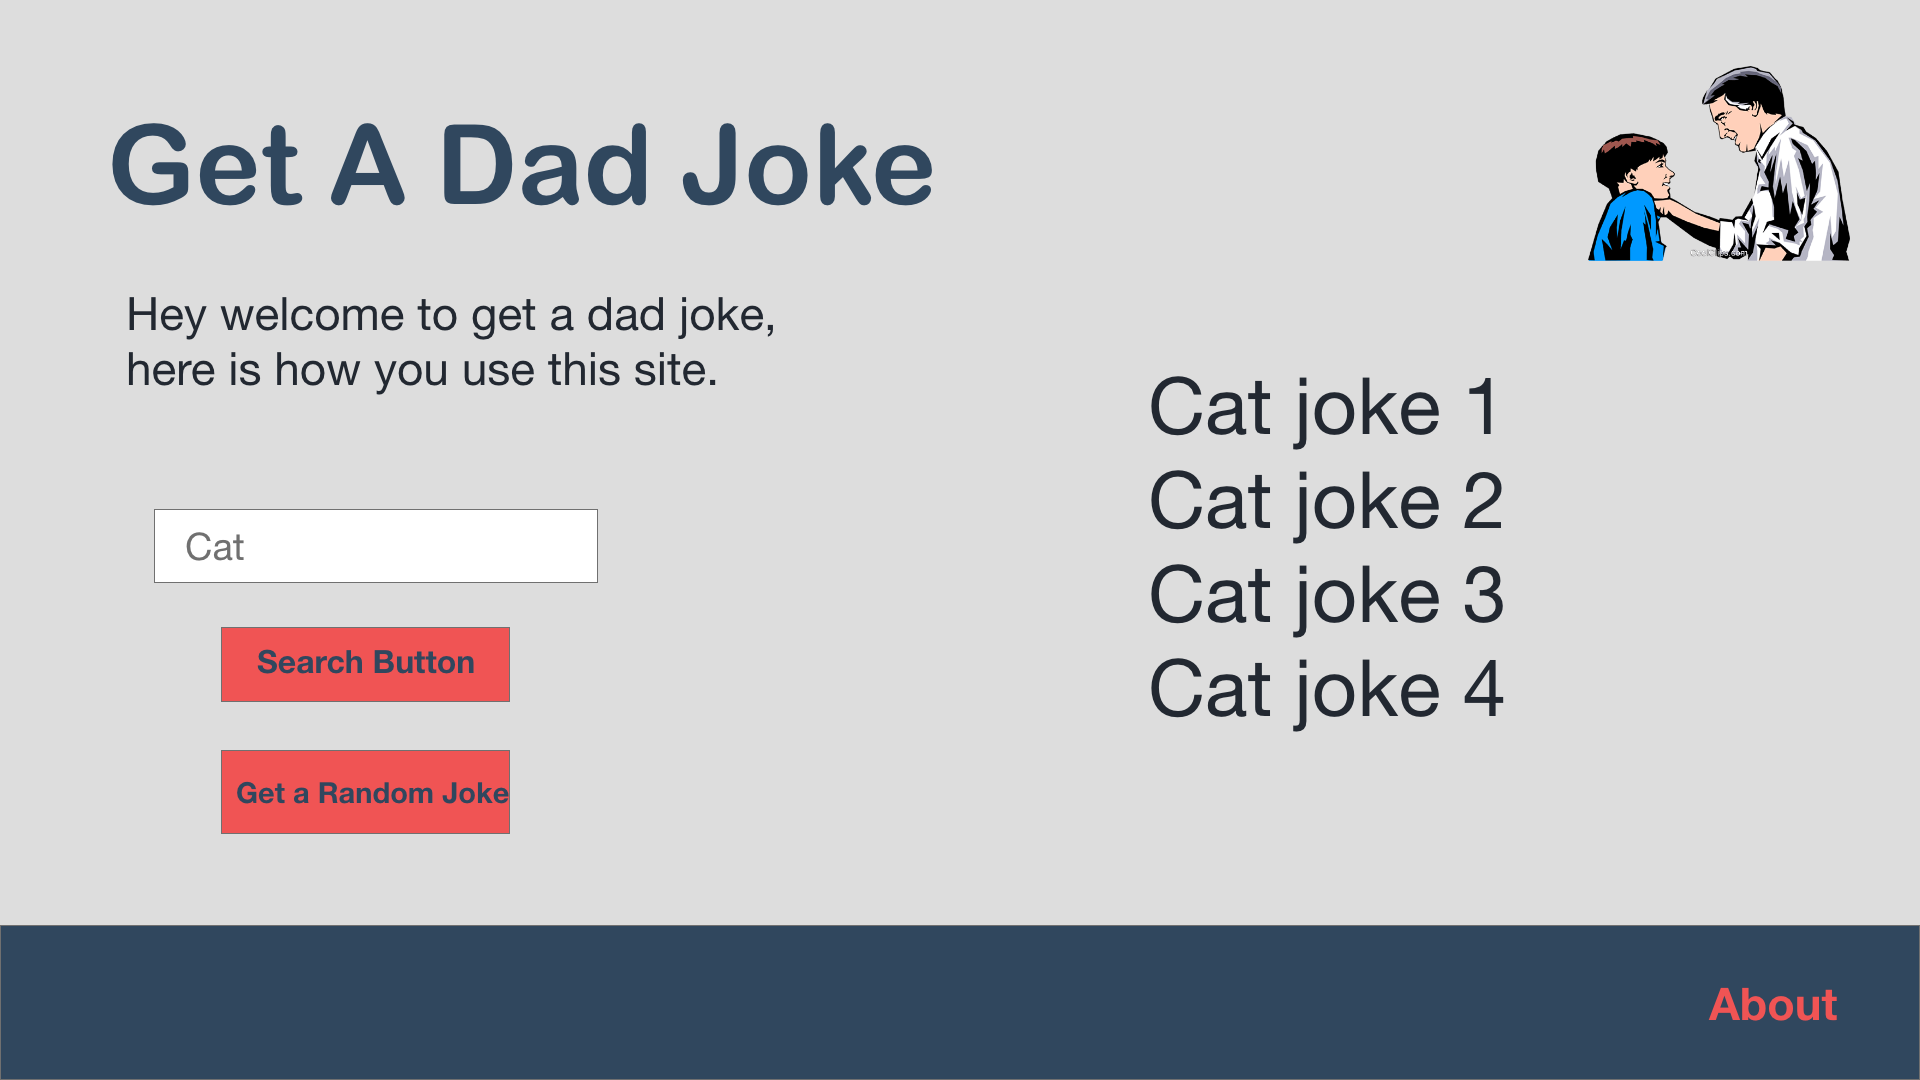 Get A Dad Joke
Hey welcome to get a dad joke,
here is how you use this site.
Cat
Search Button
Get a Random Joke
Cat joke 1
Cat joke 2
Cat joke 3
Cat joke 4
About